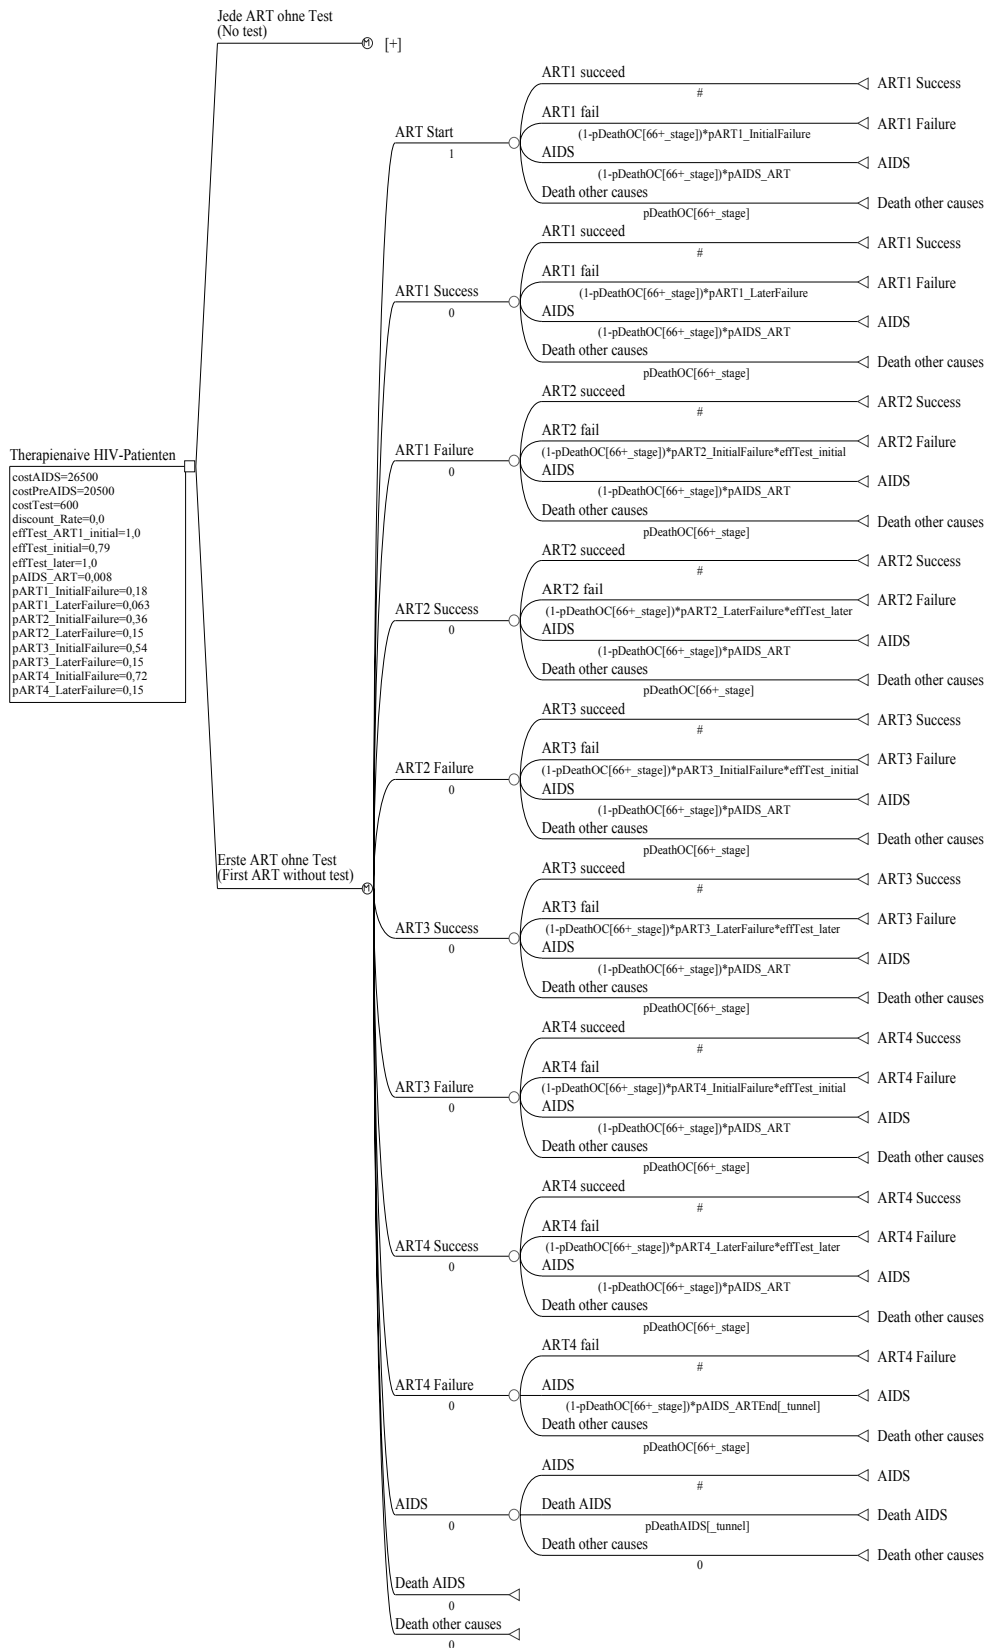 Jede ART ohne Test
(No test)
M
[+]
ART1 succeed
ART1 Success
#
ART1 fail
ART1 Failure
(1-pDeathOC[66+_stage])*pART1_InitialFailure
ART Start
1
AIDS
AIDS
(1-pDeathOC[66+_stage])*pAIDS_ART
Death other causes
Death other causes
pDeathOC[66+_stage]
ART1 succeed
ART1 Success
#
ART1 fail
ART1 Failure
(1-pDeathOC[66+_stage])*pART1_LaterFailure
ART1 Success
0
AIDS
AIDS
(1-pDeathOC[66+_stage])*pAIDS_ART
Death other causes
Death other causes
pDeathOC[66+_stage]
ART2 succeed
ART2 Success
#
ART2 fail
ART2 Failure
(1-pDeathOC[66+_stage])*pART2_InitialFailure*effTest_initial
ART1 Failure
0
AIDS
AIDS
(1-pDeathOC[66+_stage])*pAIDS_ART
Death other causes
Death other causes
pDeathOC[66+_stage]
Therapienaive HIV-Patienten
costAIDS=26500
costPreAIDS=20500
costTest=600
discount_Rate=0,0
effTest_ART1_initial=1,0
effTest_initial=0,79
effTest_later=1,0
pAIDS_ART=0,008
pART1_InitialFailure=0,18
pART1_LaterFailure=0,063
pART2_InitialFailure=0,36
pART2_LaterFailure=0,15
pART3_InitialFailure=0,54
pART3_LaterFailure=0,15
pART4_InitialFailure=0,72
pART4_LaterFailure=0,15
ART2 succeed
ART2 Success
#
ART2 fail
ART2 Failure
(1-pDeathOC[66+_stage])*pART2_LaterFailure*effTest_later
ART2 Success
0
AIDS
AIDS
(1-pDeathOC[66+_stage])*pAIDS_ART
Death other causes
Death other causes
pDeathOC[66+_stage]
ART3 succeed
ART3 Success
#
ART3 fail
ART3 Failure
(1-pDeathOC[66+_stage])*pART3_InitialFailure*effTest_initial
ART2 Failure
0
AIDS
AIDS
(1-pDeathOC[66+_stage])*pAIDS_ART
Death other causes
Death other causes
pDeathOC[66+_stage]
Erste ART ohne Test
(First ART without test)
M
ART3 succeed
ART3 Success
#
ART3 fail
ART3 Failure
(1-pDeathOC[66+_stage])*pART3_LaterFailure*effTest_later
ART3 Success
0
AIDS
AIDS
(1-pDeathOC[66+_stage])*pAIDS_ART
Death other causes
Death other causes
pDeathOC[66+_stage]
ART4 succeed
ART4 Success
#
ART4 fail
ART4 Failure
(1-pDeathOC[66+_stage])*pART4_InitialFailure*effTest_initial
ART3 Failure
0
AIDS
AIDS
(1-pDeathOC[66+_stage])*pAIDS_ART
Death other causes
Death other causes
pDeathOC[66+_stage]
ART4 succeed
ART4 Success
#
ART4 fail
ART4 Failure
(1-pDeathOC[66+_stage])*pART4_LaterFailure*effTest_later
ART4 Success
0
AIDS
AIDS
(1-pDeathOC[66+_stage])*pAIDS_ART
Death other causes
Death other causes
pDeathOC[66+_stage]
ART4 fail
ART4 Failure
#
ART4 Failure
0
AIDS
AIDS
(1-pDeathOC[66+_stage])*pAIDS_ARTEnd[_tunnel]
Death other causes
Death other causes
pDeathOC[66+_stage]
AIDS
AIDS
#
AIDS
0
Death AIDS
Death AIDS
pDeathAIDS[_tunnel]
Death other causes
Death other causes
0
Death AIDS
0
Death other causes
0